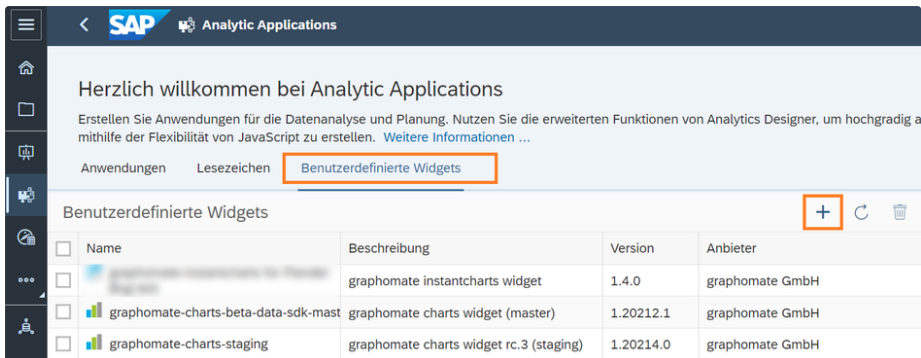 SAP Analytic Applications
Herzlich willkommen bei Analytic Applications
Erstellen Sie Anwendungen für die Datenanalyse und Planung. Nutzen Sie die erweiterten Funktionen von Analytics Designer, um hochgradig a
mithilfe der Flexibilität von JavaScript zu erstellen. Weitere Informationen ...
Anwendungen Lesezeichen Benutzerdefinierte Widgets
Benutzerdefinierte Widgets
Name Beschreibung Version Anbieter
graphomate instantcharts widget 1.4.0 graphomate GmbH
graphomate-charts-beta-data-sdk-mast graphomate charts widget (master) 1.20212.1 graphomate GmbH
graphomate-charts-staging graphomate charts widget rc.3 (staging) 1.20214.0 graphomate GmbH